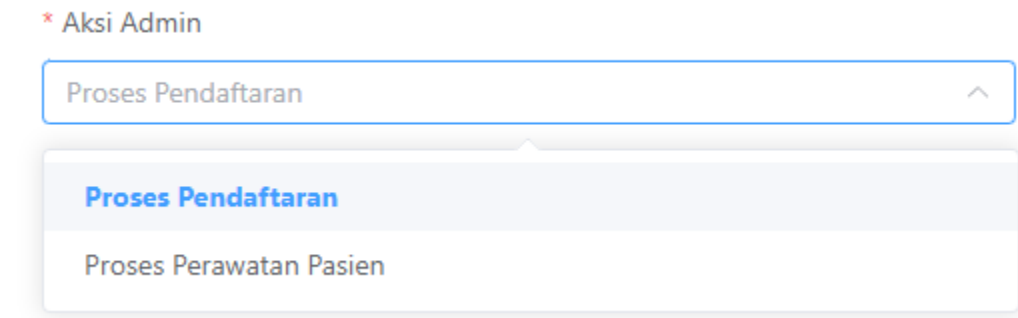 * Aksi Admin
Proses Pendaftaran
Proses Pendaftaran
Proses Perawatan Pasien